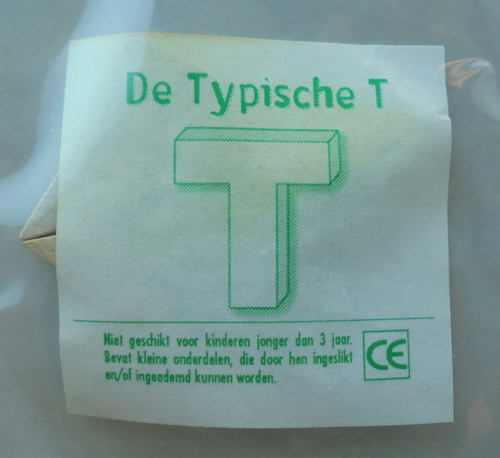 De Typische T
T
Niet geschikt voor kinderen jonger dan 3 jaar.
Bevat kleine onderdelen, die door hen ingeslikt
en/of ingeademd kunnen worden.
CE